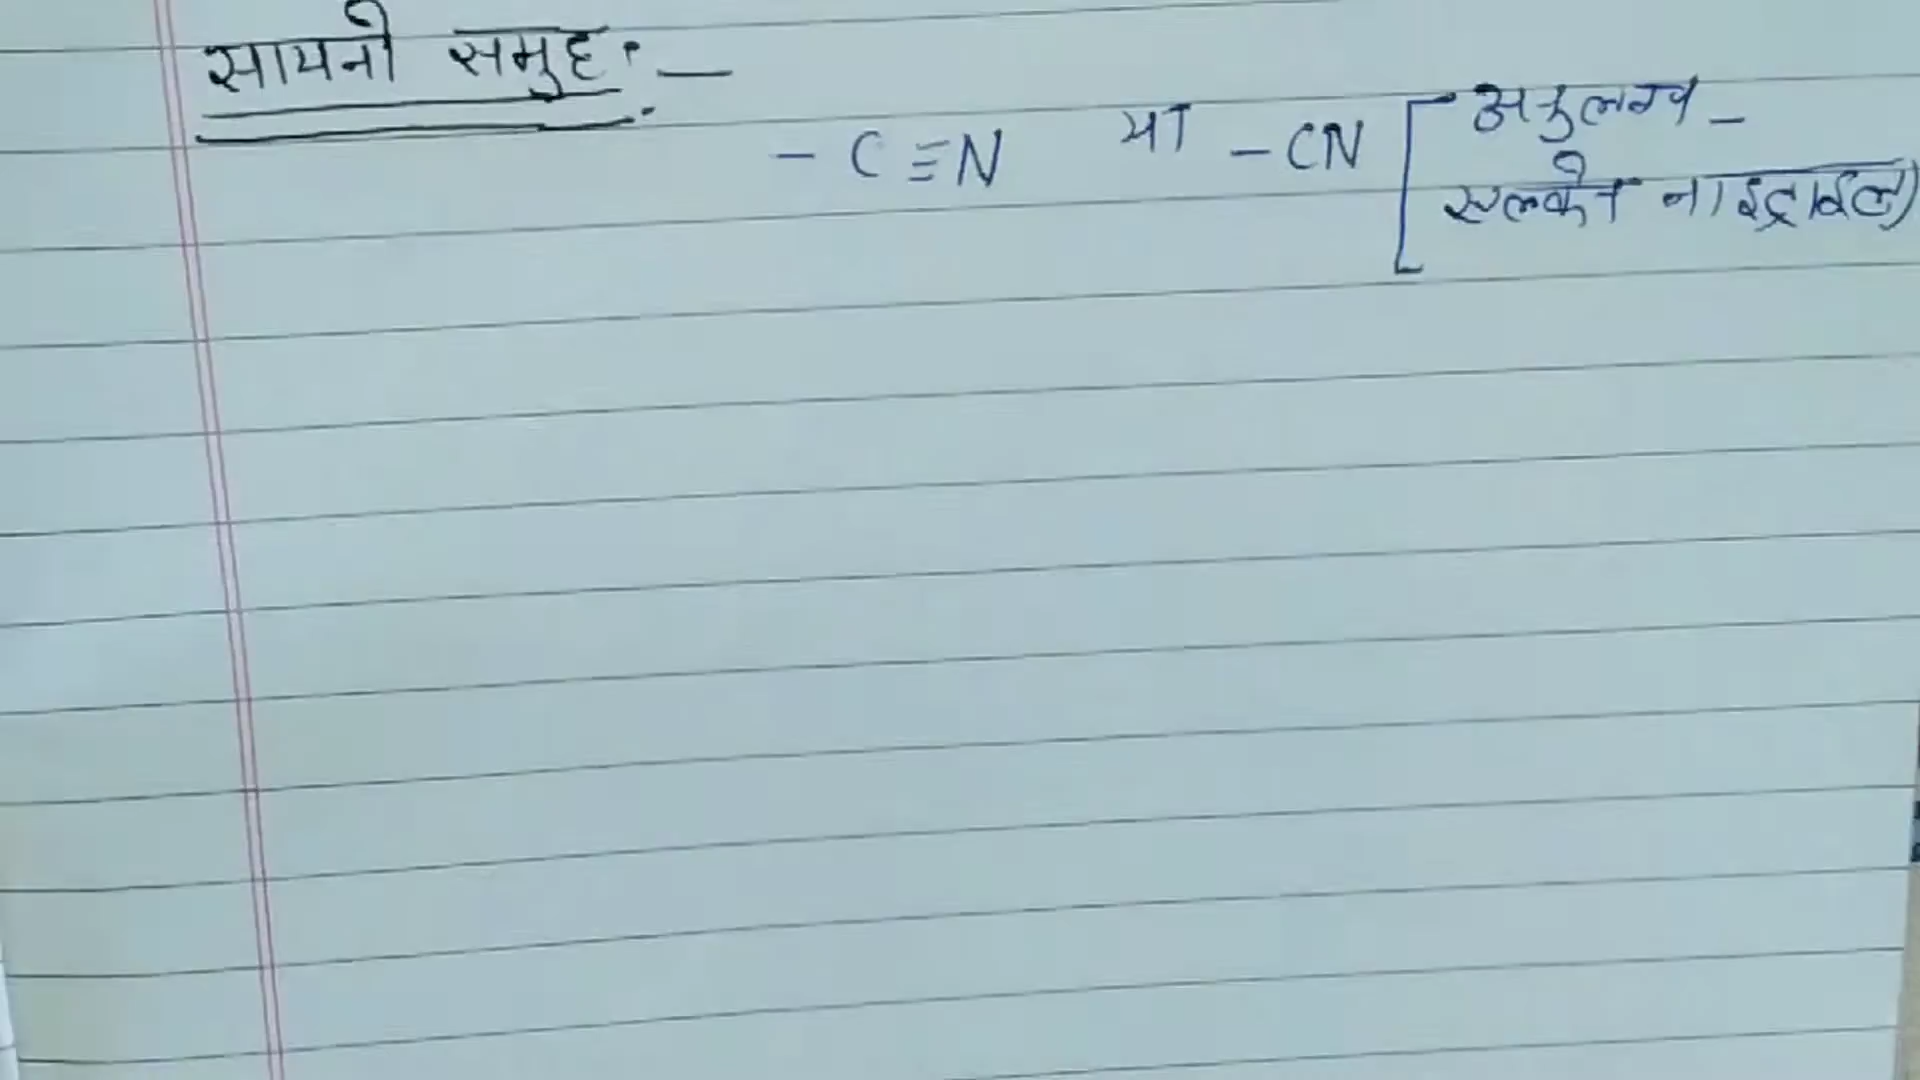 सायनो समुह :-
- C≡N या - CN [ अनुलग्न -
एल्केन नाइट्राइल)